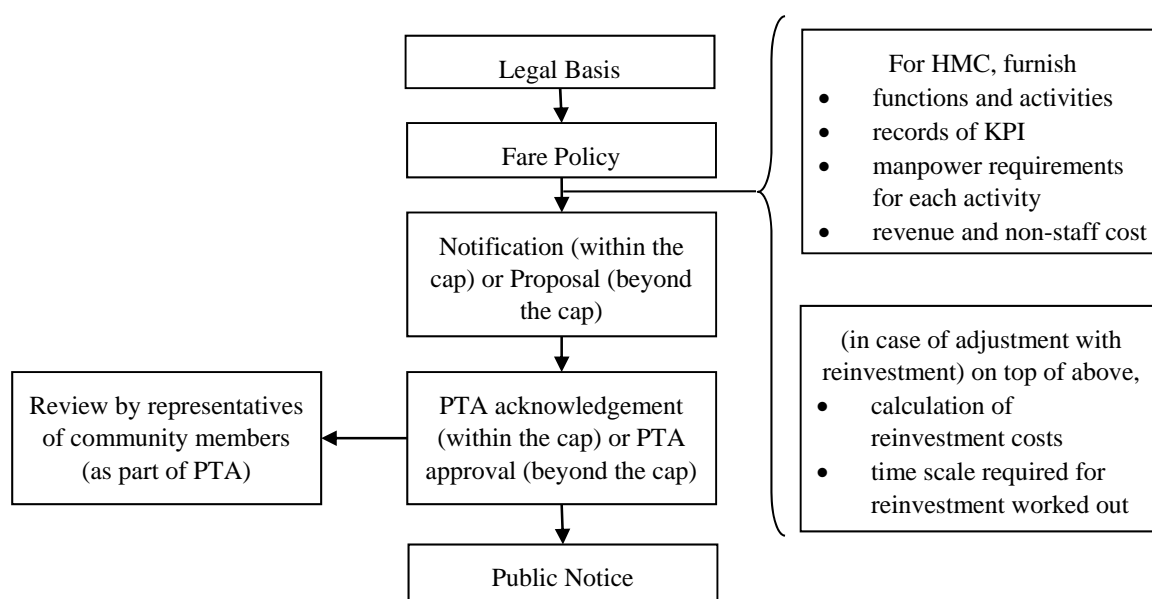 Legal Basis
Fare Policy
Notification (within the
cap) or Proposal (beyond
the cap)
PTA acknowledgement
(within the cap) or PTA
approval (beyond the cap)
Review by representatives
of community members
(as part of PTA)
Public Notice
For HMC, furnish
• functions and activities
• records of KPI
• manpower requirements
for each activity
• revenue and non-staff cost
(in case of adjustment with
reinvestment) on top of above,
• calculation of
reinvestment costs
• time scale required for
reinvestment worked out